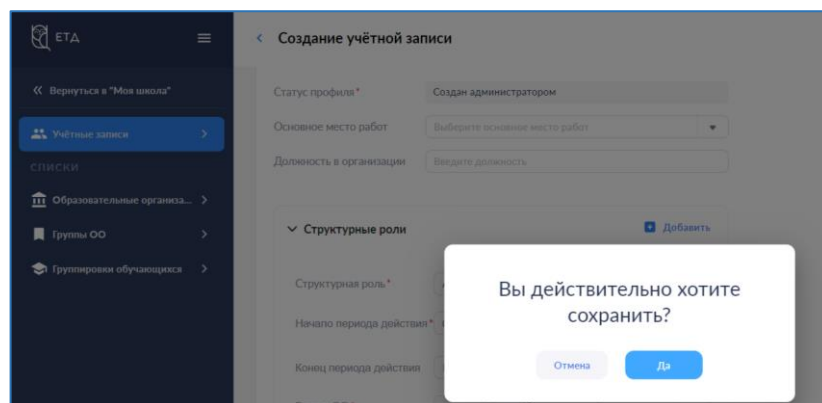 ЕТД
Создание учётной записи
Вернуться в "Моя школа"
Статус профиля* Создан администратором
Учётные записи
Основное место работ Выберите основное место работ
СПИСКИ
Должность в организации Введите должность
Образовательные организа...
Группы ОО
Структурные роли Добавить
Группировки обучающихся
Структурная роль*
Начало периода действия*
Конец периода действия
Вы действительно хотите
сохранить?
Отмена Да